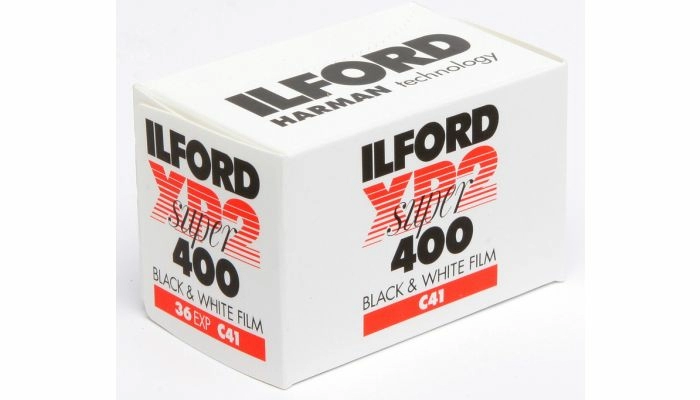 ILFORD
HARMAN technology
ILFORD
XP2
super
400
BLACK & WHITE FILM
36 EXP C41
ILFORD
XP2
super
400
BLACK & WHITE FILM
C41